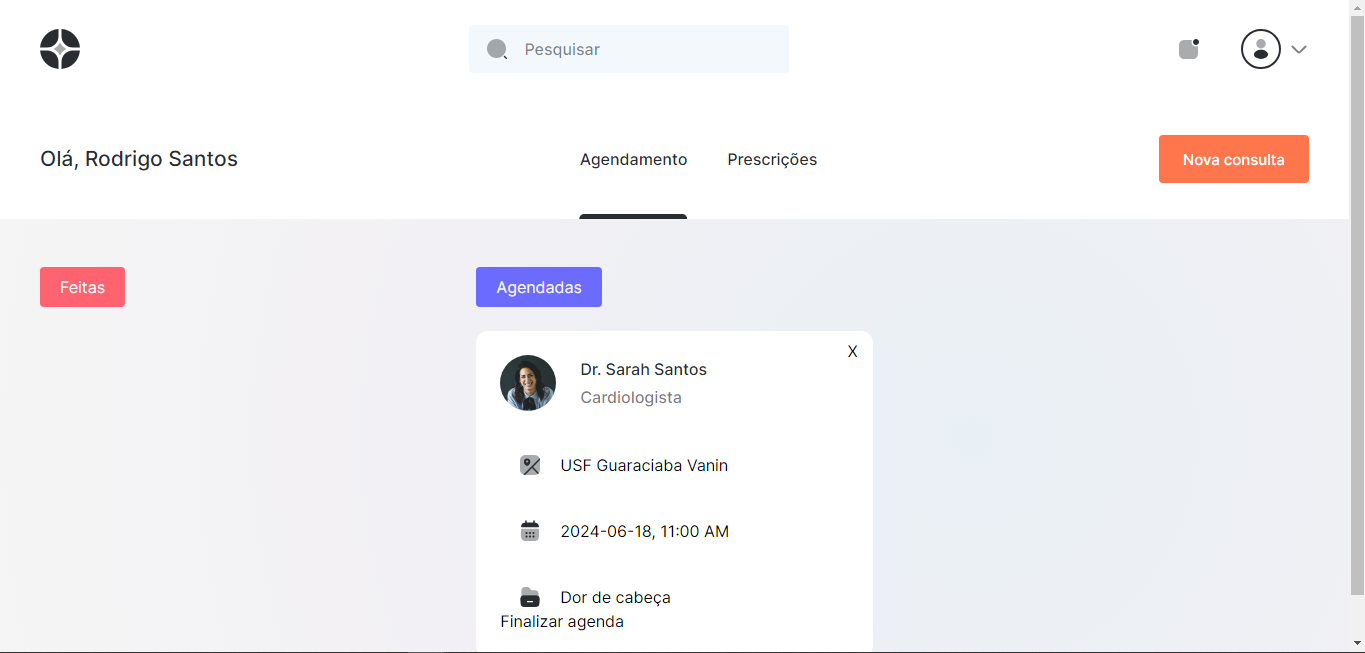 Pesquisar
Olá, Rodrigo Santos
Agendamento
Prescrições
Nova consulta
Feitas
Agendadas
X
Dr. Sarah Santos
Cardiologista
USF Guaraciaba Vanin
2024-06-18, 11:00 AM
Dor de cabeça
Finalizar agenda